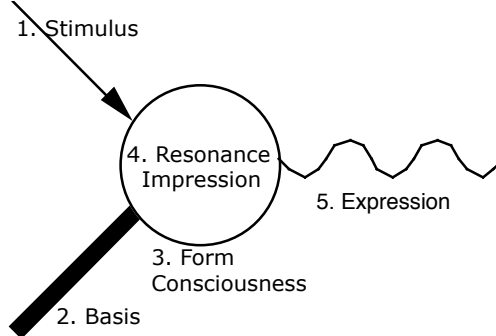 1. Stimulus
4. Resonance
Impression
5. Expression
3. Form
Consciousness
2. Basis